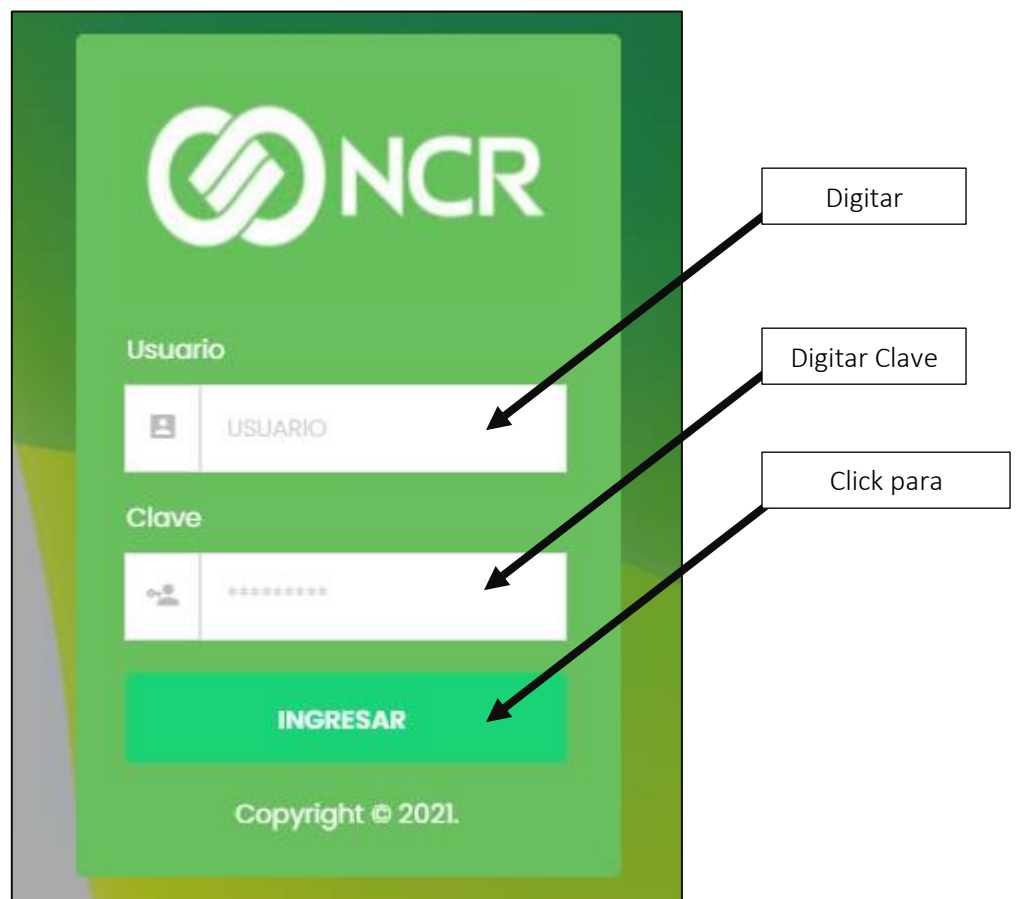 NCR
Digitar
Usuario
Digitar Clave
USUARIO
Click para
Clave
*********
INGRESAR
Copyright © 2021.